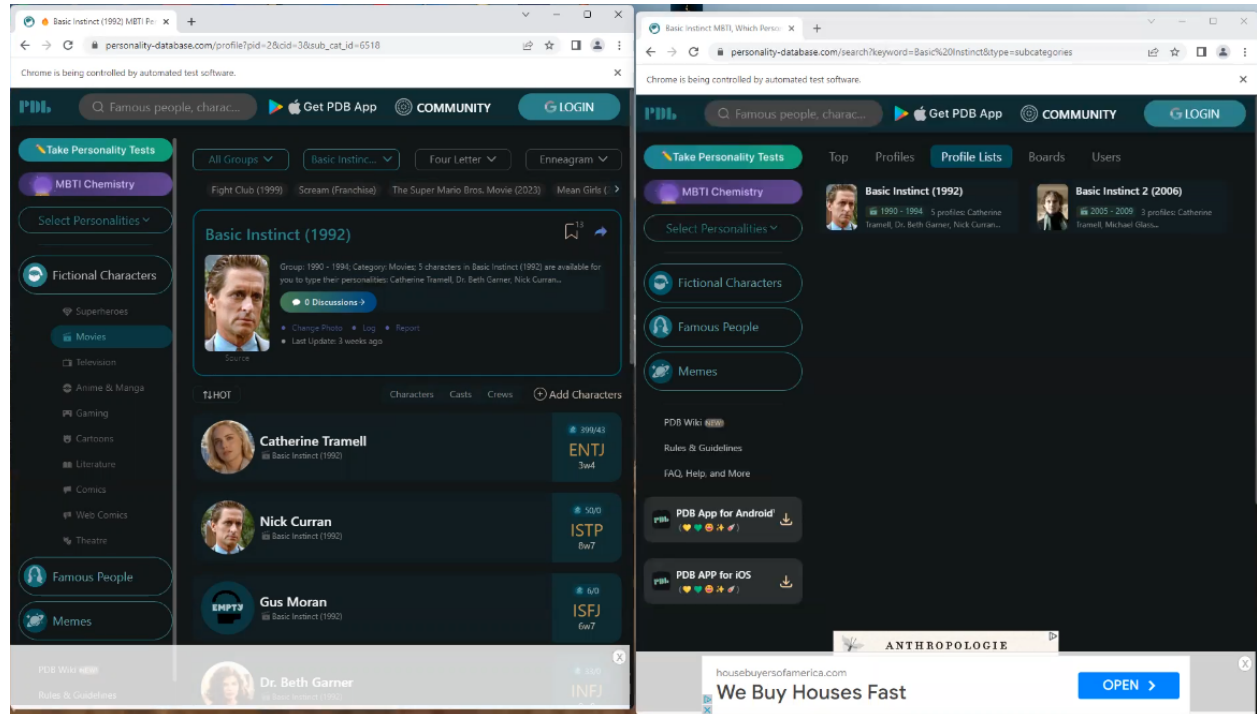 Basic Instinct (1992) MBTI Per
personality-database.com/profile?pid=2&cid=3&sub_cat_id=6518
Chrome is being controlled by automated test software.
PDB
Famous people, charac...
Get PDB App
COMMUNITY
G LOGIN
Take Personality Tests
MBTI Chemistry
Select Personalities
Fictional Characters
Superheroes
Movies
Television
Anime & Manga
Gaming
Cartoons
Literature
Comics
Web Comics
Theatre
Famous People
Memes
PDB Wiki NEW!
Rules & Guidelines
All Groups
Basic Instinc...
Four Letter
Enneagram
Fight Club (1999) Scream (Franchise) The Super Mario Bros. Movie (2023) Mean Girls (
Basic Instinct (1992)
13
Group: 1990 - 1994; Category: Movies; 5 characters in Basic Instinct (1992) are available for
you to type their personalities: Catherine Tramell, Dr. Beth Garner, Nick Curran...
0 Discussions
Change Photo Log Report
Last Update: 3 weeks ago
Source
HOT
Characters Casts Crews Add Characters
Catherine Tramell
Basic Instinct (1992)
399/43
ENTJ
3w4
Nick Curran
Basic Instinct (1992)
50/0
ISTP
8w7
EMPTY
Gus Moran
Basic Instinct (1992)
6/0
ISFJ
6w7
Dr. Beth Garner
Basic Instinct (1992)
INFJ
Basic Instinct MBTI, Which Person
personality-database.com/search?keyword=Basic%20Instinct&type=subcategories
Chrome is being controlled by automated test software.
PDB
Famous people, charac...
Get PDB App
COMMUNITY
G LOGIN
Take Personality Tests
MBTI Chemistry
Select Personalities
Fictional Characters
Famous People
Memes
PDB Wiki NEW!
Rules & Guidelines
FAQ, Help, and More
PDB App for Android
PDB APP for iOS
Top Profiles Profile Lists Boards Users
Basic Instinct (1992)
1990 - 1994 5 profiles: Catherine
Tramell, Dr. Beth Garner, Nick Curran...
Basic Instinct 2 (2006)
2005 - 2009 3 profiles: Catherine
Tramell, Michael Glass...
ANTHROPOLOGIE
housebuyersofamerica.com
We Buy Houses Fast
OPEN